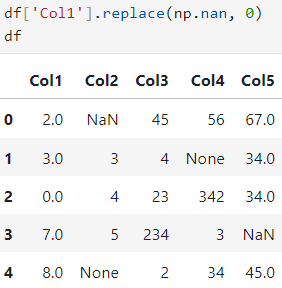 df['Col1'].replace(np.nan, 0)
df
Col1 Col2 Col3 Col4 Col5
0 2.0 NaN 45 56 67.0
1 3.0 3 4 None 34.0
2 0.0 4 23 342 34.0
3 7.0 5 234 3 NaN
4 8.0 None 2 34 45.0